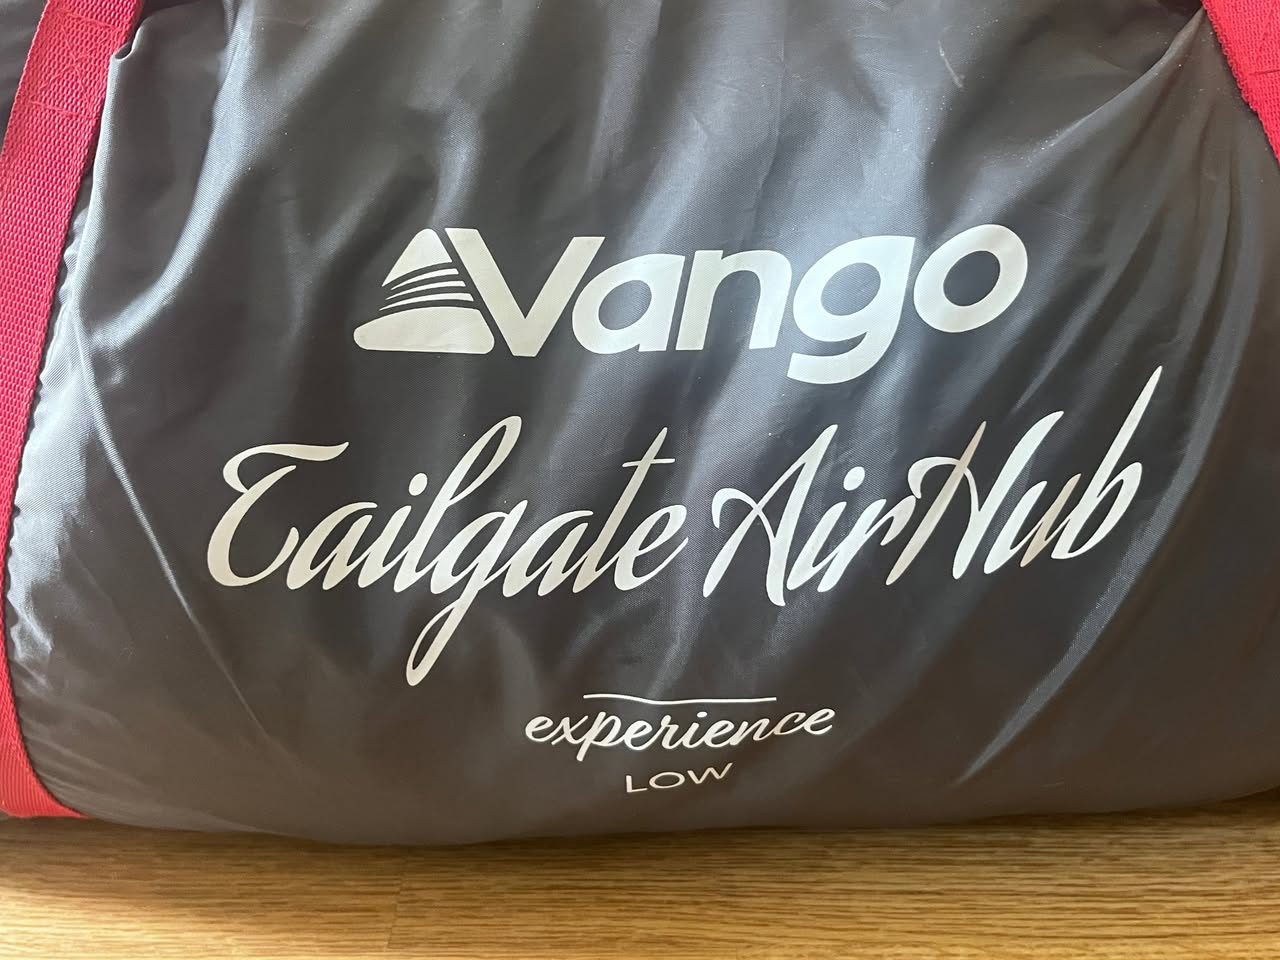 Vango
Tailgate AirHub
experience
LOW